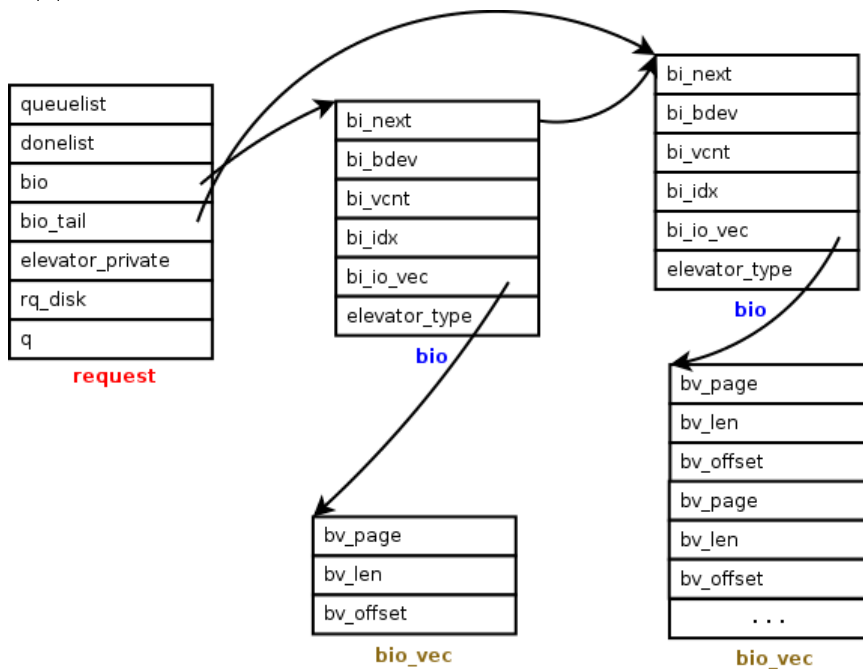 queuelist
donelist
bio
bio_tail
elevator_private
rq_disk
q
request
bi_next
bi_bdev
bi_vcnt
bi_idx
bi_io_vec
elevator_type
bio
bi_next
bi_bdev
bi_vcnt
bi_idx
bi_io_vec
elevator_type
bio
bv_page
bv_len
bv_offset
bio_vec
bv_page
bv_len
bv_offset
bv_page
bv_len
bv_offset
. . .
bio_vec